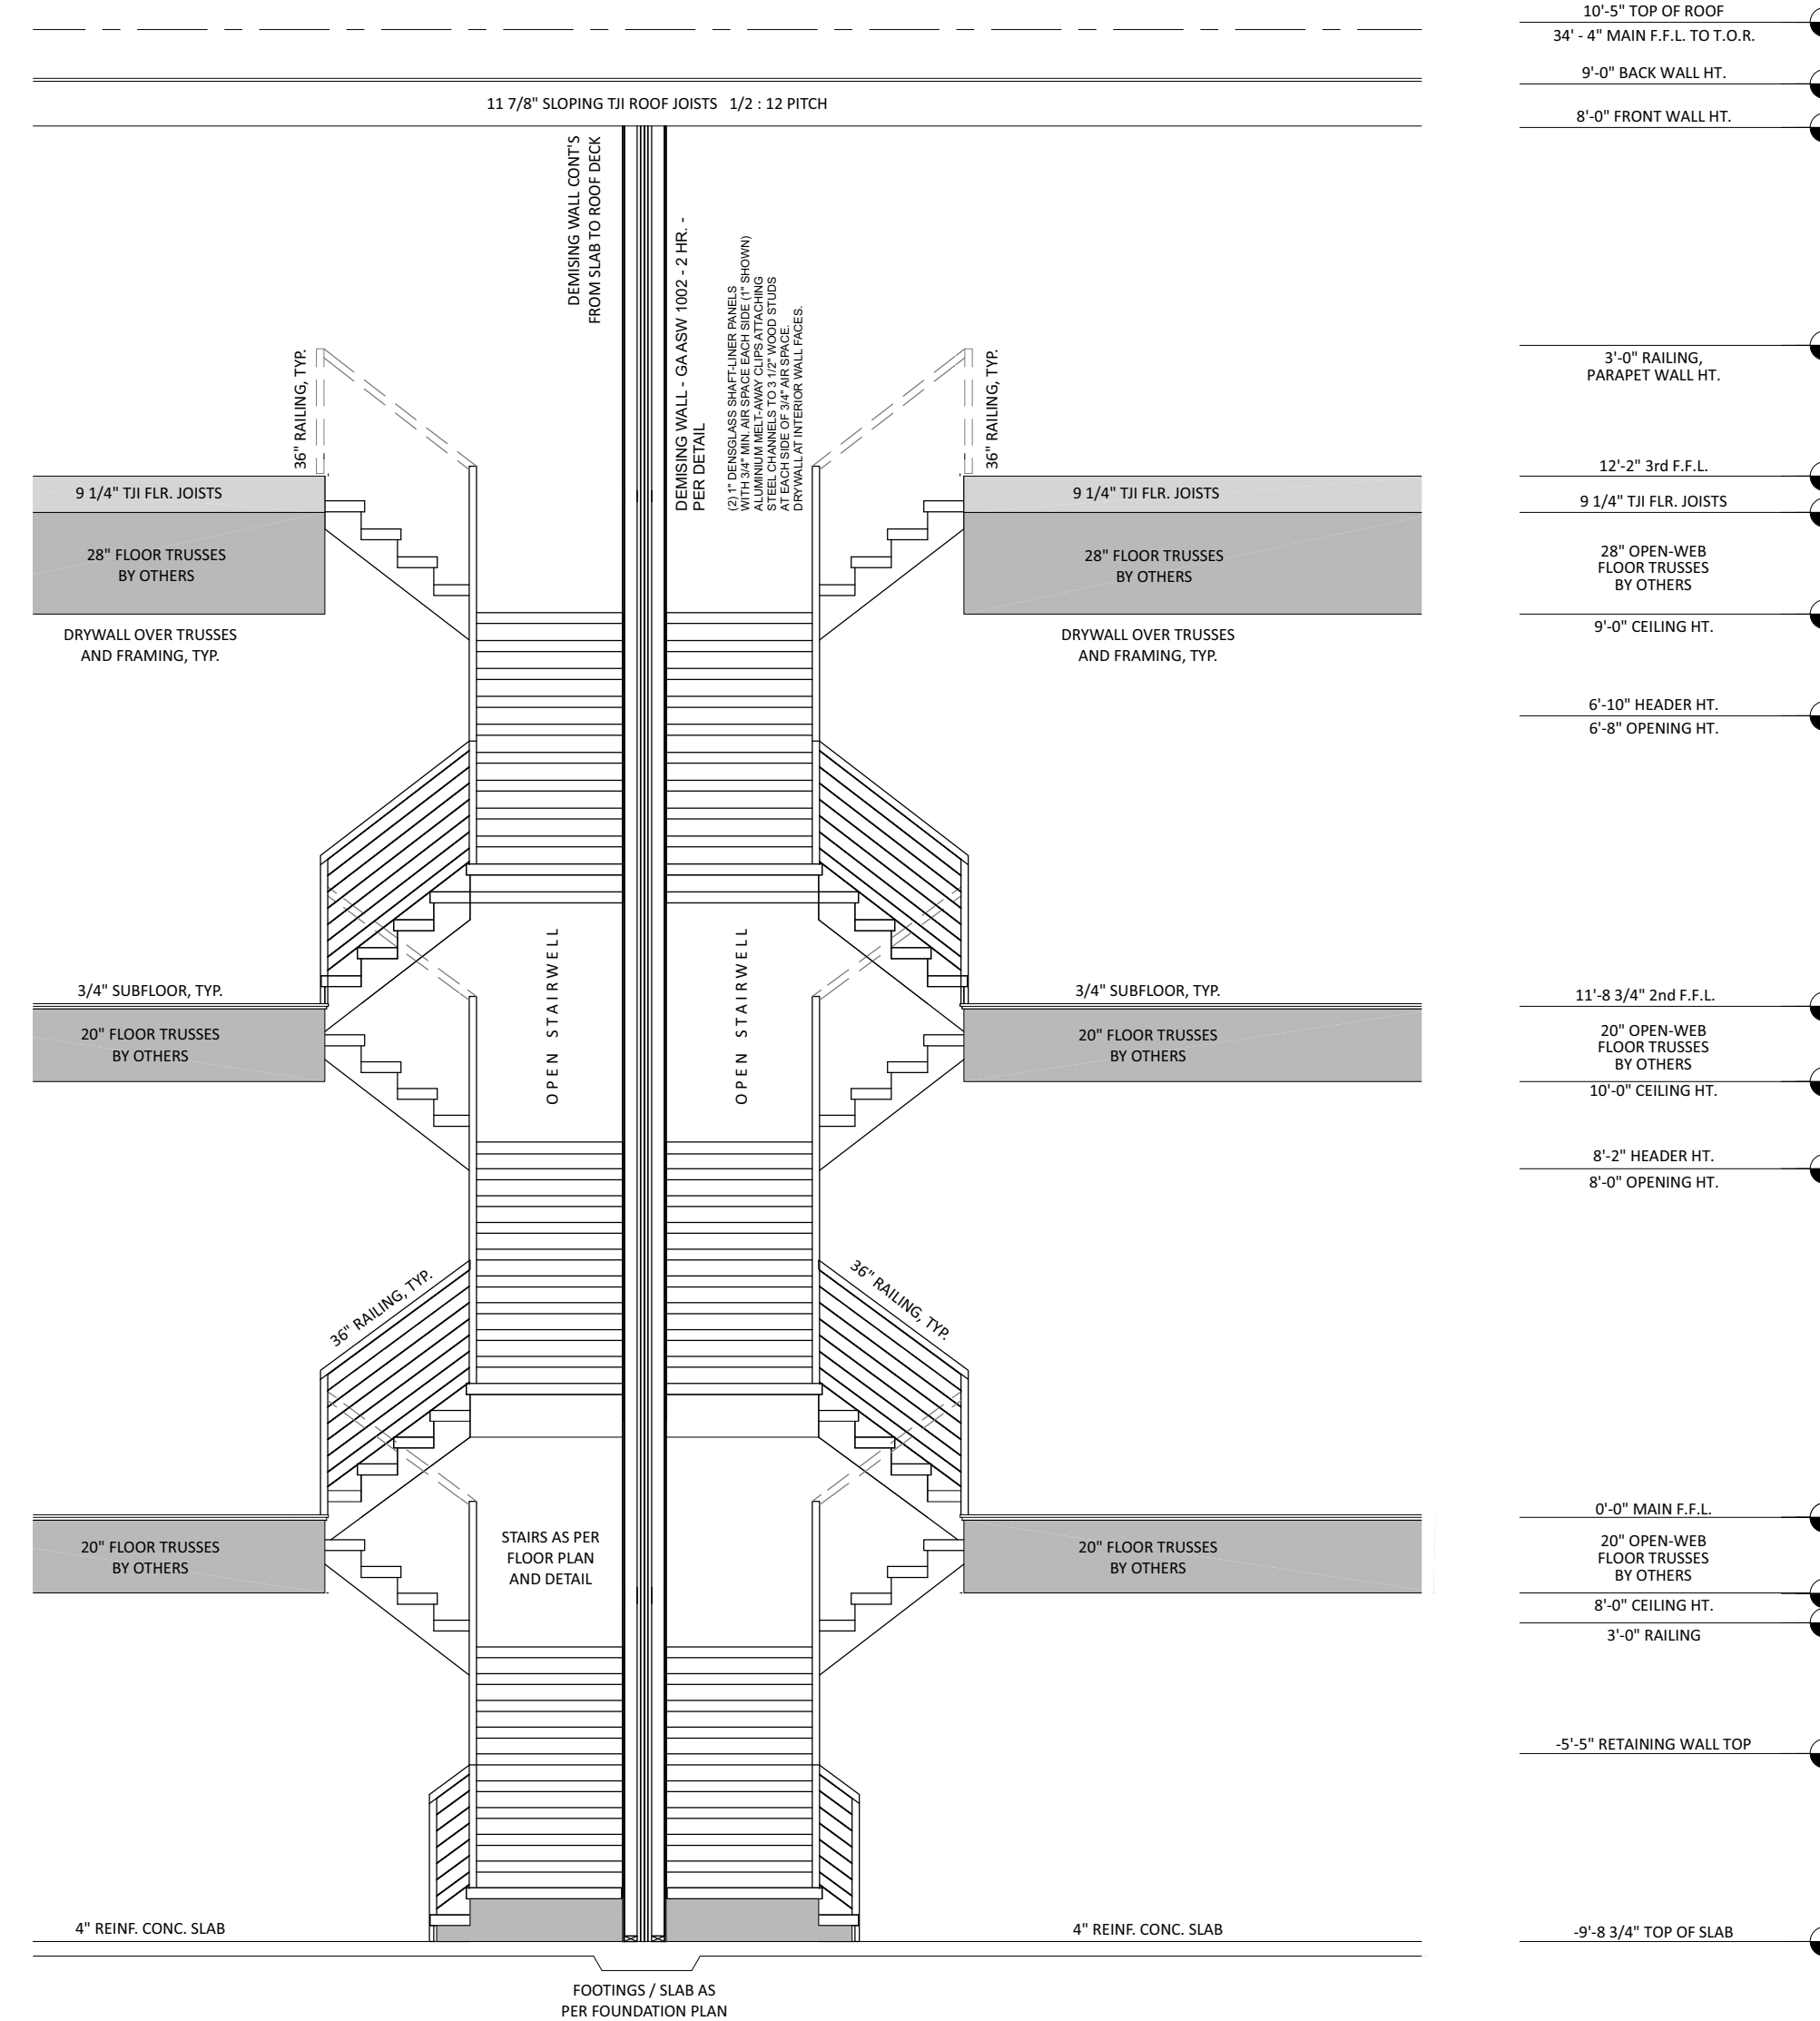 10'-5" TOP OF ROOF
34' - 4" MAIN F.F.L. TO T.O.R.
9'-0" BACK WALL HT.
11 7/8" SLOPING TJI ROOF JOISTS 1/2 : 12 PITCH
8'-0" FRONT WALL HT.
DEMISING WALL CONT'S
FROM SLAB TO ROOF DECK
DEMISING WALL - GA ASW 1002 - 2 HR. -
PER DETAIL
(2) 1" DENSGLASS SHAFT-LINER PANELS
WITH 3/4" MIN. AIR SPACE EACH SIDE (1" SHOWN)
ALUMINIUM MELT-AWAY CLIPS ATTACHING
STEEL CHANNELS TO 3 1/2" WOOD STUDS
AT EACH SIDE OF 3/4" AIR SPACE.
DRYWALL AT INTERIOR WALL FACES.
36" RAILING, TYP.
36" RAILING, TYP.
3'-0" RAILING,
PARAPET WALL HT.
12'-2" 3rd F.F.L.
9 1/4" TJI FLR. JOISTS
9 1/4" TJI FLR. JOISTS
9 1/4" TJI FLR. JOISTS
28" FLOOR TRUSSES
BY OTHERS
28" FLOOR TRUSSES
BY OTHERS
28" OPEN-WEB
FLOOR TRUSSES
BY OTHERS
DRYWALL OVER TRUSSES
AND FRAMING, TYP.
DRYWALL OVER TRUSSES
AND FRAMING, TYP.
9'-0" CEILING HT.
6'-10" HEADER HT.
6'-8" OPENING HT.
OPEN STAIRWELL
OPEN STAIRWELL
3/4" SUBFLOOR, TYP.
3/4" SUBFLOOR, TYP.
11'-8 3/4" 2nd F.F.L.
20" FLOOR TRUSSES
BY OTHERS
20" FLOOR TRUSSES
BY OTHERS
20" OPEN-WEB
FLOOR TRUSSES
BY OTHERS
10'-0" CEILING HT.
8'-2" HEADER HT.
8'-0" OPENING HT.
36" RAILING, TYP.
36" RAILING, TYP.
0'-0" MAIN F.F.L.
20" FLOOR TRUSSES
BY OTHERS
STAIRS AS PER
FLOOR PLAN
AND DETAIL
20" FLOOR TRUSSES
BY OTHERS
20" OPEN-WEB
FLOOR TRUSSES
BY OTHERS
8'-0" CEILING HT.
3'-0" RAILING
-5'-5" RETAINING WALL TOP
4" REINF. CONC. SLAB
4" REINF. CONC. SLAB
-9'-8 3/4" TOP OF SLAB
FOOTINGS / SLAB AS
PER FOUNDATION PLAN